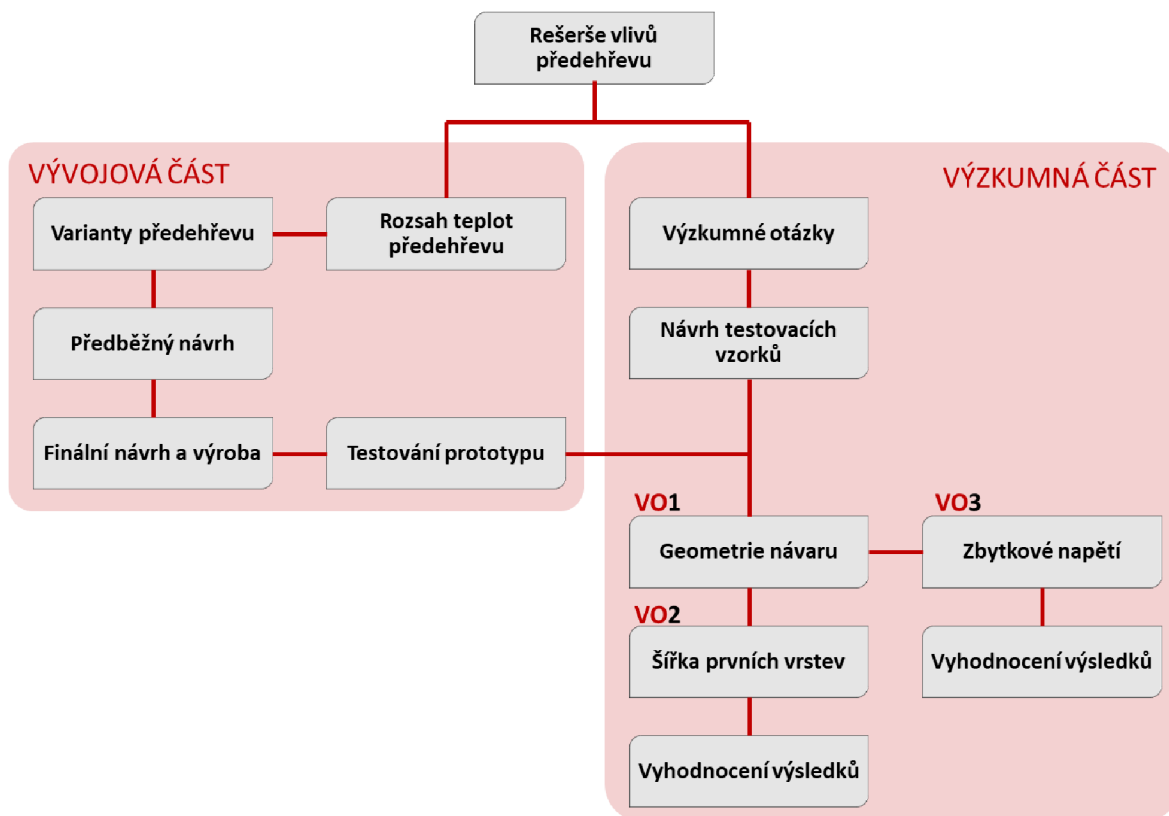 Rešerše vlivů
předehřevu
VÝVOJOVÁ ČÁST
Varianty předehřevu
Rozsah teplot
předehřevu
Předběžný návrh
Finální návrh a výroba
Testování prototypu
VÝZKUMNÁ ČÁST
Výzkumné otázky
Návrh testovacích
vzorků
VO1
Geometrie návaru
VO3
Zbytkové napětí
VO2
Šířka prvních vrstev
Vyhodnocení výsledků
Vyhodnocení výsledků